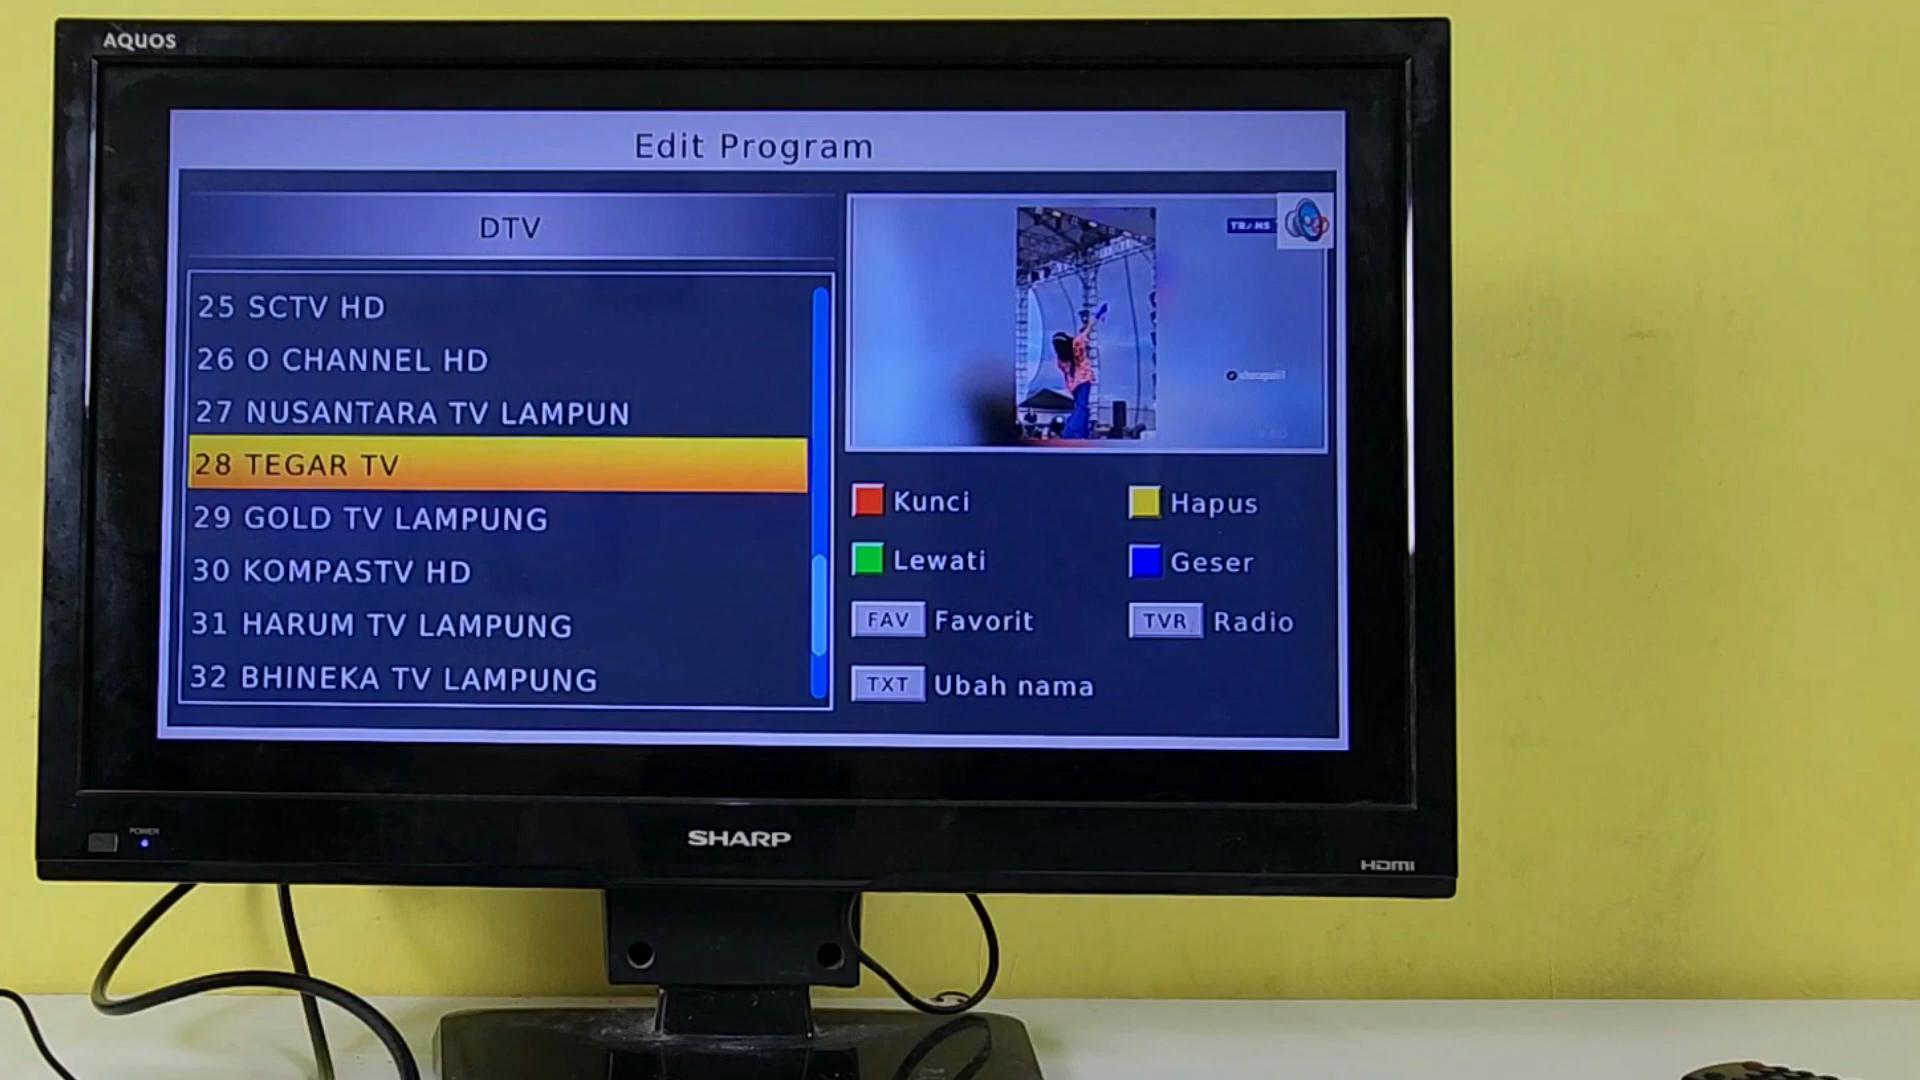 AQUOS
Edit Program
DTV
25 SCTV HD
26 O CHANNEL HD
27 NUSANTARA TV LAMPUN
28 TEGAR TV
29 GOLD TV LAMPUNG
30 KOMPASTV HD
31 HARUM TV LAMPUNG
32 BHINEKA TV LAMPUNG
TRANS
Kunci
Hapus
Lewati
Geser
FAV Favorit
TVR Radio
TXT Ubah nama
POWER
SHARP
HDMI